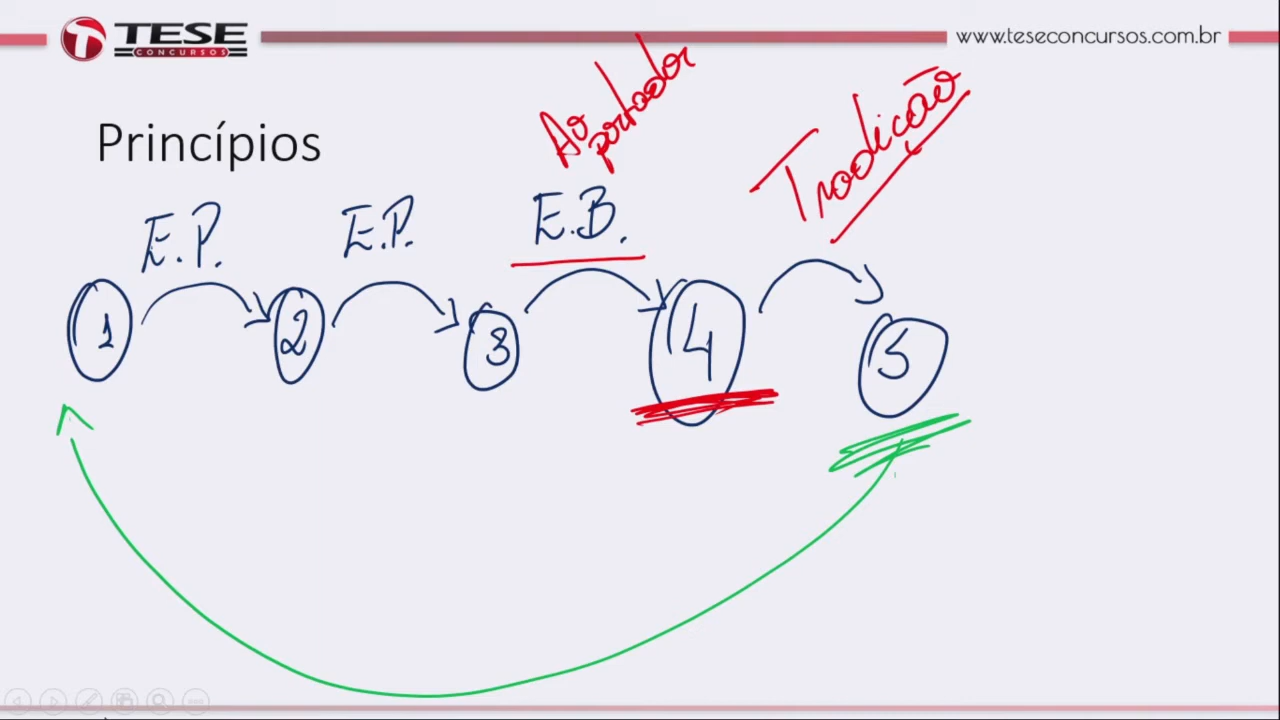 TESE
CONCURSOS
www.teseconcursos.com.br
Princípios
Ao
portador
Tradição
E.P.
E.P.
E.B.
1
2
3
4
5